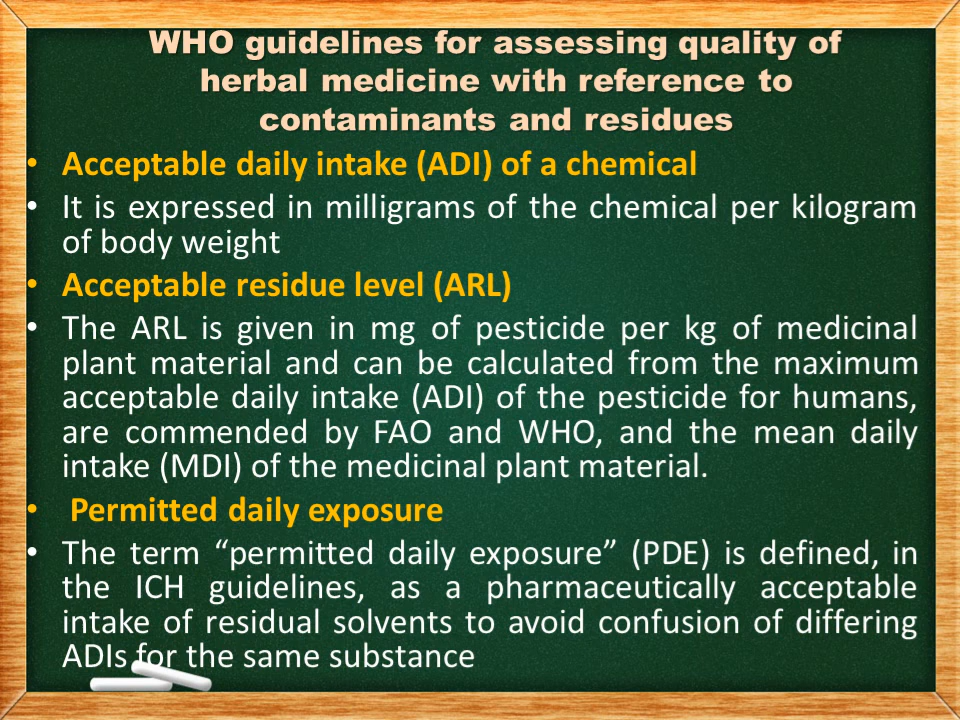 WHO guidelines for assessing quality of
herbal medicine with reference to
contaminants and residues
• Acceptable daily intake (ADI) of a chemical
• It is expressed in milligrams of the chemical per kilogram
of body weight
• Acceptable residue level (ARL)
• The ARL is given in mg of pesticide per kg of medicinal
plant material and can be calculated from the maximum
acceptable daily intake (ADI) of the pesticide for humans,
are commended by FAO and WHO, and the mean daily
intake (MDI) of the medicinal plant material.
• Permitted daily exposure
• The term “permitted daily exposure” (PDE) is defined, in
the ICH guidelines, as a pharmaceutically acceptable
intake of residual solvents to avoid confusion of differing
ADIs for the same substance